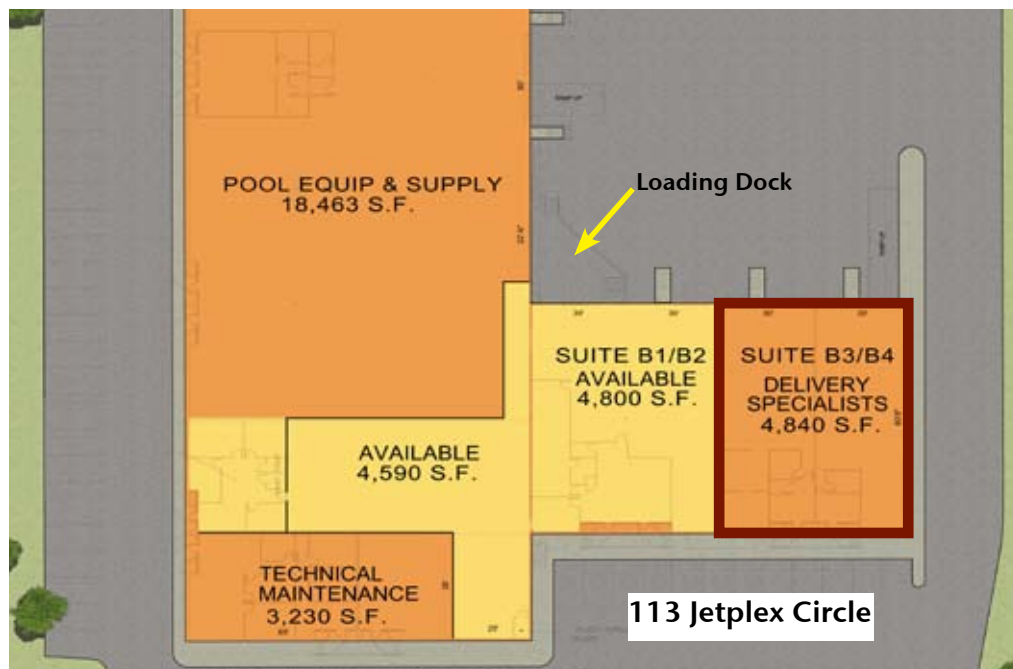 POOL EQUIP & SUPPLY
18,463 S.F.
Loading Dock
SUITE B1/B2
AVAILABLE
4,800 S.F.
SUITE B3/B4
DELIVERY
SPECIALISTS
4,840 S.F.
AVAILABLE
4,590 S.F.
TECHNICAL
MAINTENANCE
3,230 S.F.
113 Jetplex Circle